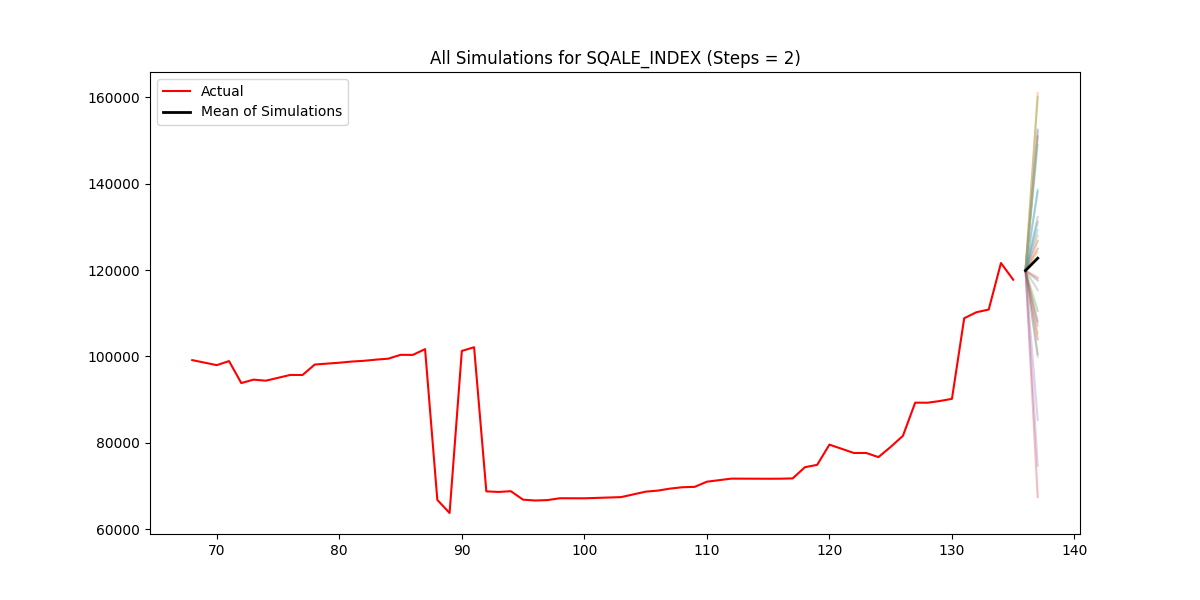 All Simulations for SQALE_INDEX (Steps = 2)
Actual
Mean of Simulations
160000
140000
120000
100000
80000
60000
70 80 90 100 110 120 130 140